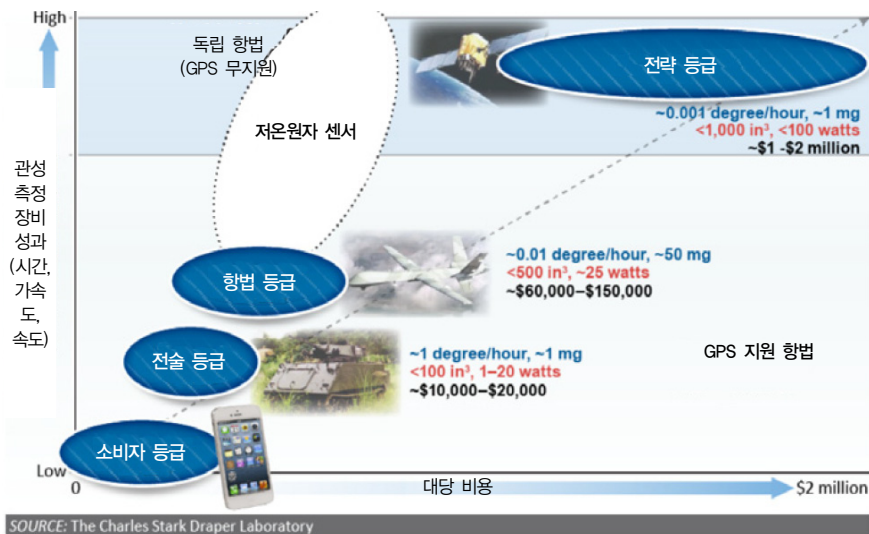 High
독립 항법
(GPS 무지원)
전략 등급
저온원자 센서
~0.001 degree/hour, ~1 mg
<1,000 in³, <100 watts
~$1 -$2 million
관성
측정
장비
성과
(시간,
가속
도,
속도)
항법 등급
~0.01 degree/hour, ~50 mg
<500 in³, ~25 watts
~$60,000–$150,000
전술 등급
~1 degree/hour, ~1 mg
<100 in³, 1–20 watts
~$10,000–$20,000
GPS 지원 항법
소비자 등급
Low
0
대당 비용
$2 million
SOURCE: The Charles Stark Draper Laboratory